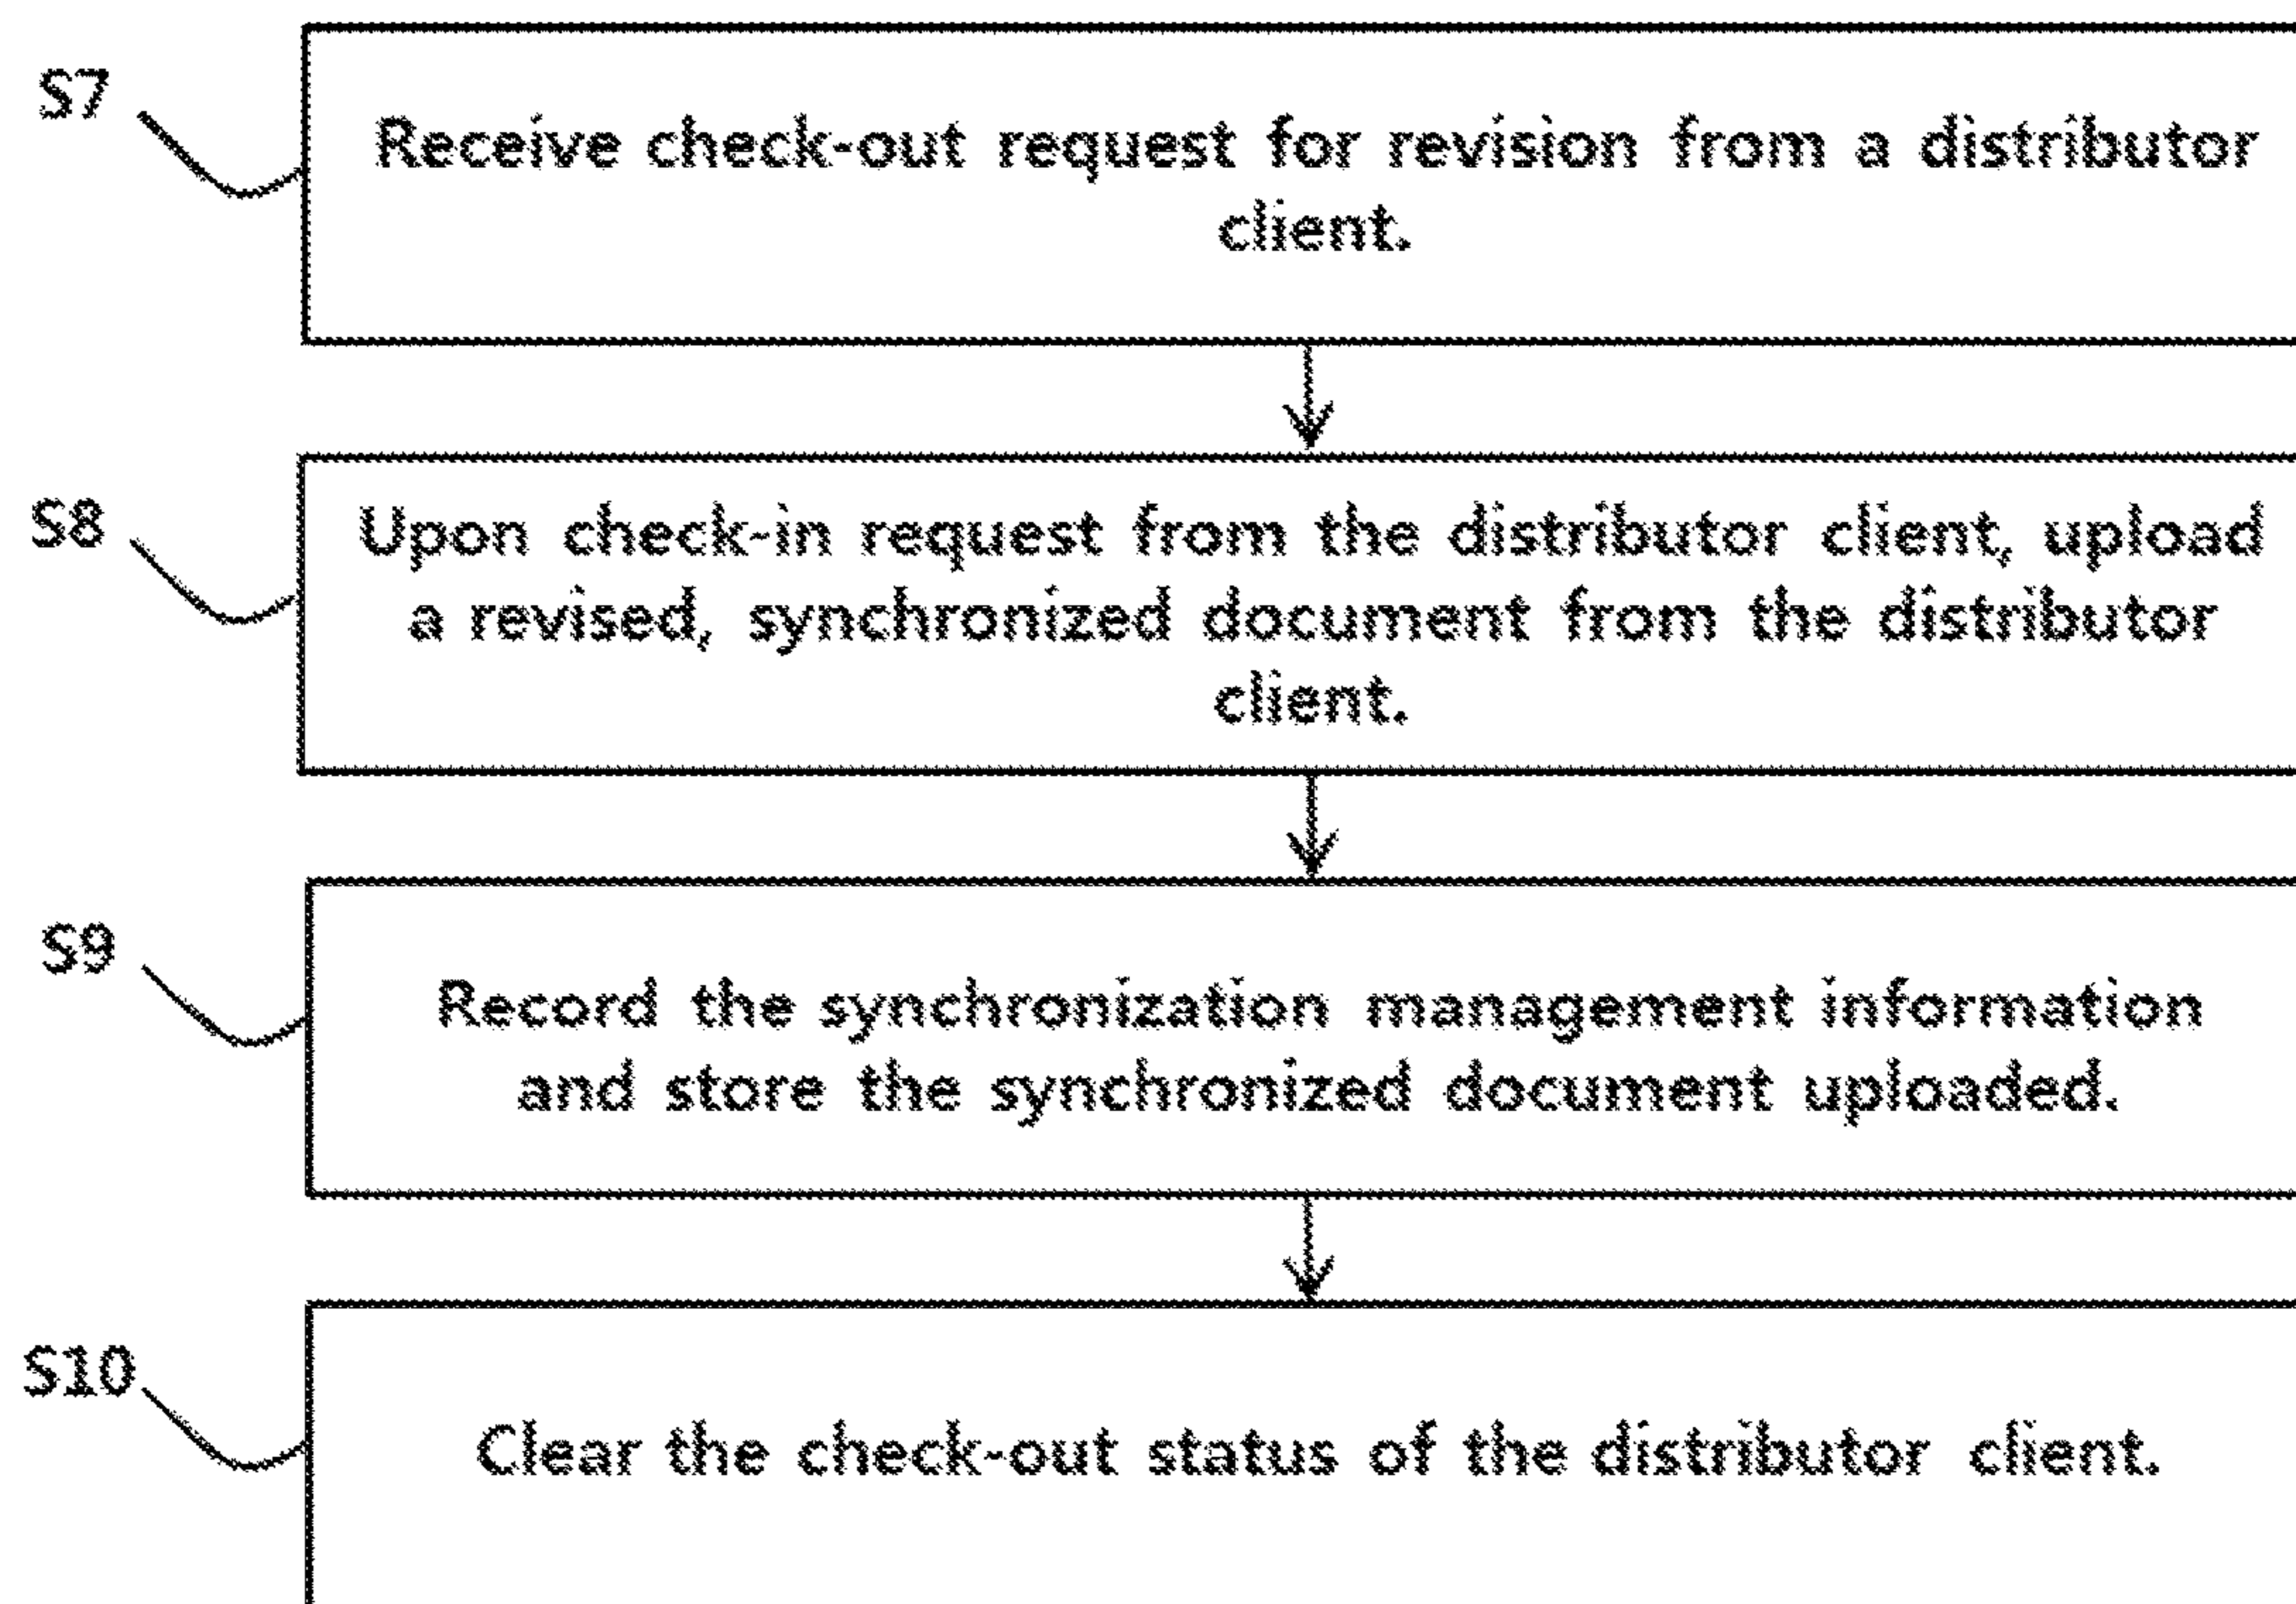 S7
Receive check-out request for revision from a distributor
client.
S8
Upon check-in request from the distributor client, upload
a revised, synchronized document from the distributor
client.
S9
Record the synchronization management information
and store the synchronized document uploaded.
S10
Clear the check-out status of the distributor client.